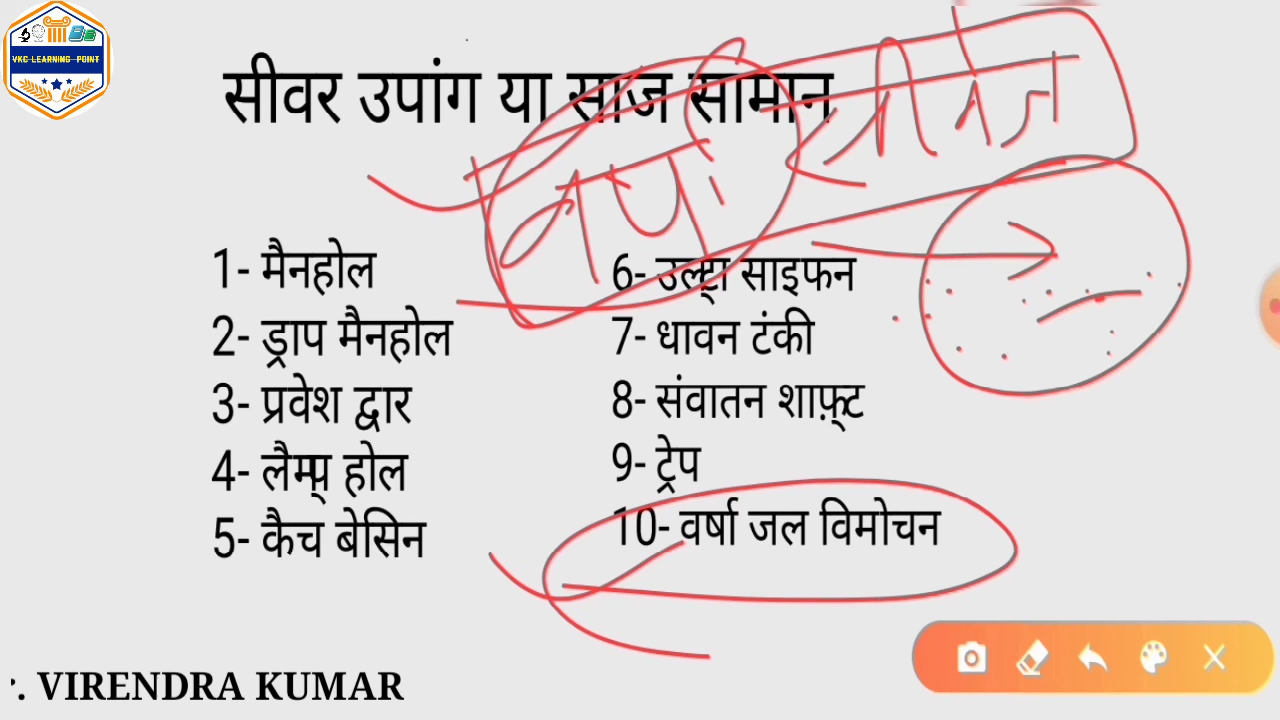 VKC LEARNING POINT
सीवर उपांग या साज सामान
1- मैनहोल
2- ड्राप मैनहोल
3- प्रवेश द्वार
4- लैम्प् होल
5- कैच बेसिन
6- उल्ट्रा साइफन
7- धावन टंकी
8- संवातन शाफ़्ट
9- ट्रेप
10- वर्षा जल विमोचन
VIRENDRA KUMAR